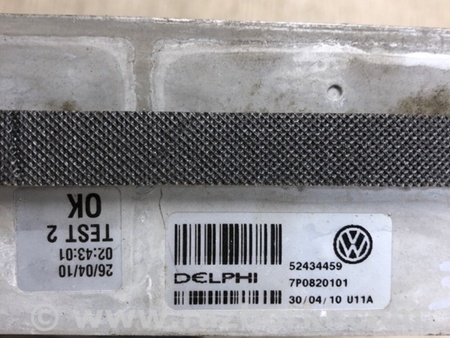 OK
TEST 2
02:43:01
26/04/10
52434459
DELPHI
7P0820101
30/04/10 U11A